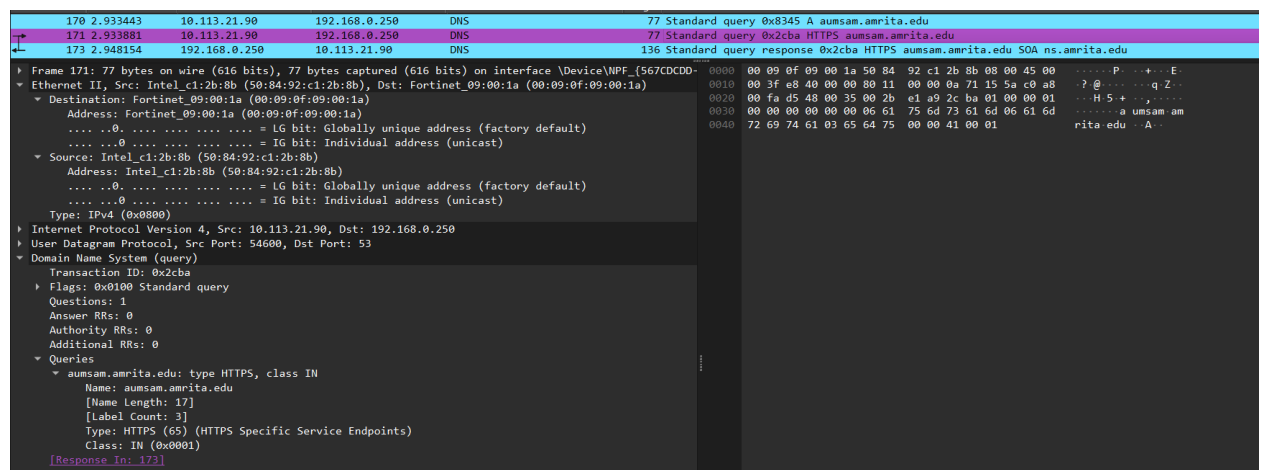 170 2.933443 10.113.21.90 192.168.0.250 DNS 77 Standard query 0x8345 A aumsam.amrita.edu
171 2.933881 10.113.21.90 192.168.0.250 DNS 77 Standard query 0x2cba HTTPS aumsam.amrita.edu
173 2.948154 192.168.0.250 10.113.21.90 DNS 136 Standard query response 0x2cba HTTPS aumsam.amrita.edu SOA ns.amrita.edu
Frame 171: 77 bytes on wire (616 bits), 77 bytes captured (616 bits) on interface \Device\NPF_{567CDCDD-
Ethernet II, Src: Intel_c1:2b:8b (50:84:92:c1:2b:8b), Dst: Fortinet_09:00:1a (00:09:0f:09:00:1a)
Destination: Fortinet_09:00:1a (00:09:0f:09:00:1a)
Address: Fortinet_09:00:1a (00:09:0f:09:00:1a)
.... ..0. .... .... .... .... = LG bit: Globally unique address (factory default)
.... ...0 .... .... .... .... = IG bit: Individual address (unicast)
Source: Intel_c1:2b:8b (50:84:92:c1:2b:8b)
Address: Intel_c1:2b:8b (50:84:92:c1:2b:8b)
.... ..0. .... .... .... .... = LG bit: Globally unique address (factory default)
.... ...0 .... .... .... .... = IG bit: Individual address (unicast)
Type: IPv4 (0x0800)
Internet Protocol Version 4, Src: 10.113.21.90, Dst: 192.168.0.250
User Datagram Protocol, Src Port: 54600, Dst Port: 53
Domain Name System (query)
Transaction ID: 0x2cba
Flags: 0x0100 Standard query
Questions: 1
Answer RRs: 0
Authority RRs: 0
Additional RRs: 0
Queries
aumsam.amrita.edu: type HTTPS, class IN
Name: aumsam.amrita.edu
[Name Length: 17]
[Label Count: 3]
Type: HTTPS (65) (HTTPS Specific Service Endpoints)
Class: IN (0x0001)
[Response In: 173]
0000 00 09 0f 09 00 1a 50 84 92 c1 2b 8b 08 00 45 00 ······P· ··+···E·
0010 00 3f e8 40 00 00 80 11 00 00 0a 71 15 5a c0 a8 ·?·@···· ···q·Z··
0020 00 fa d5 48 00 35 00 2b e1 a9 2c ba 01 00 00 01 ···H·5·+ ··,·····
0030 00 00 00 00 00 00 06 61 75 6d 73 61 6d 06 61 6d ·······a umsam·am
0040 72 69 74 61 03 65 64 75 00 00 41 00 01 rita·edu ··A··